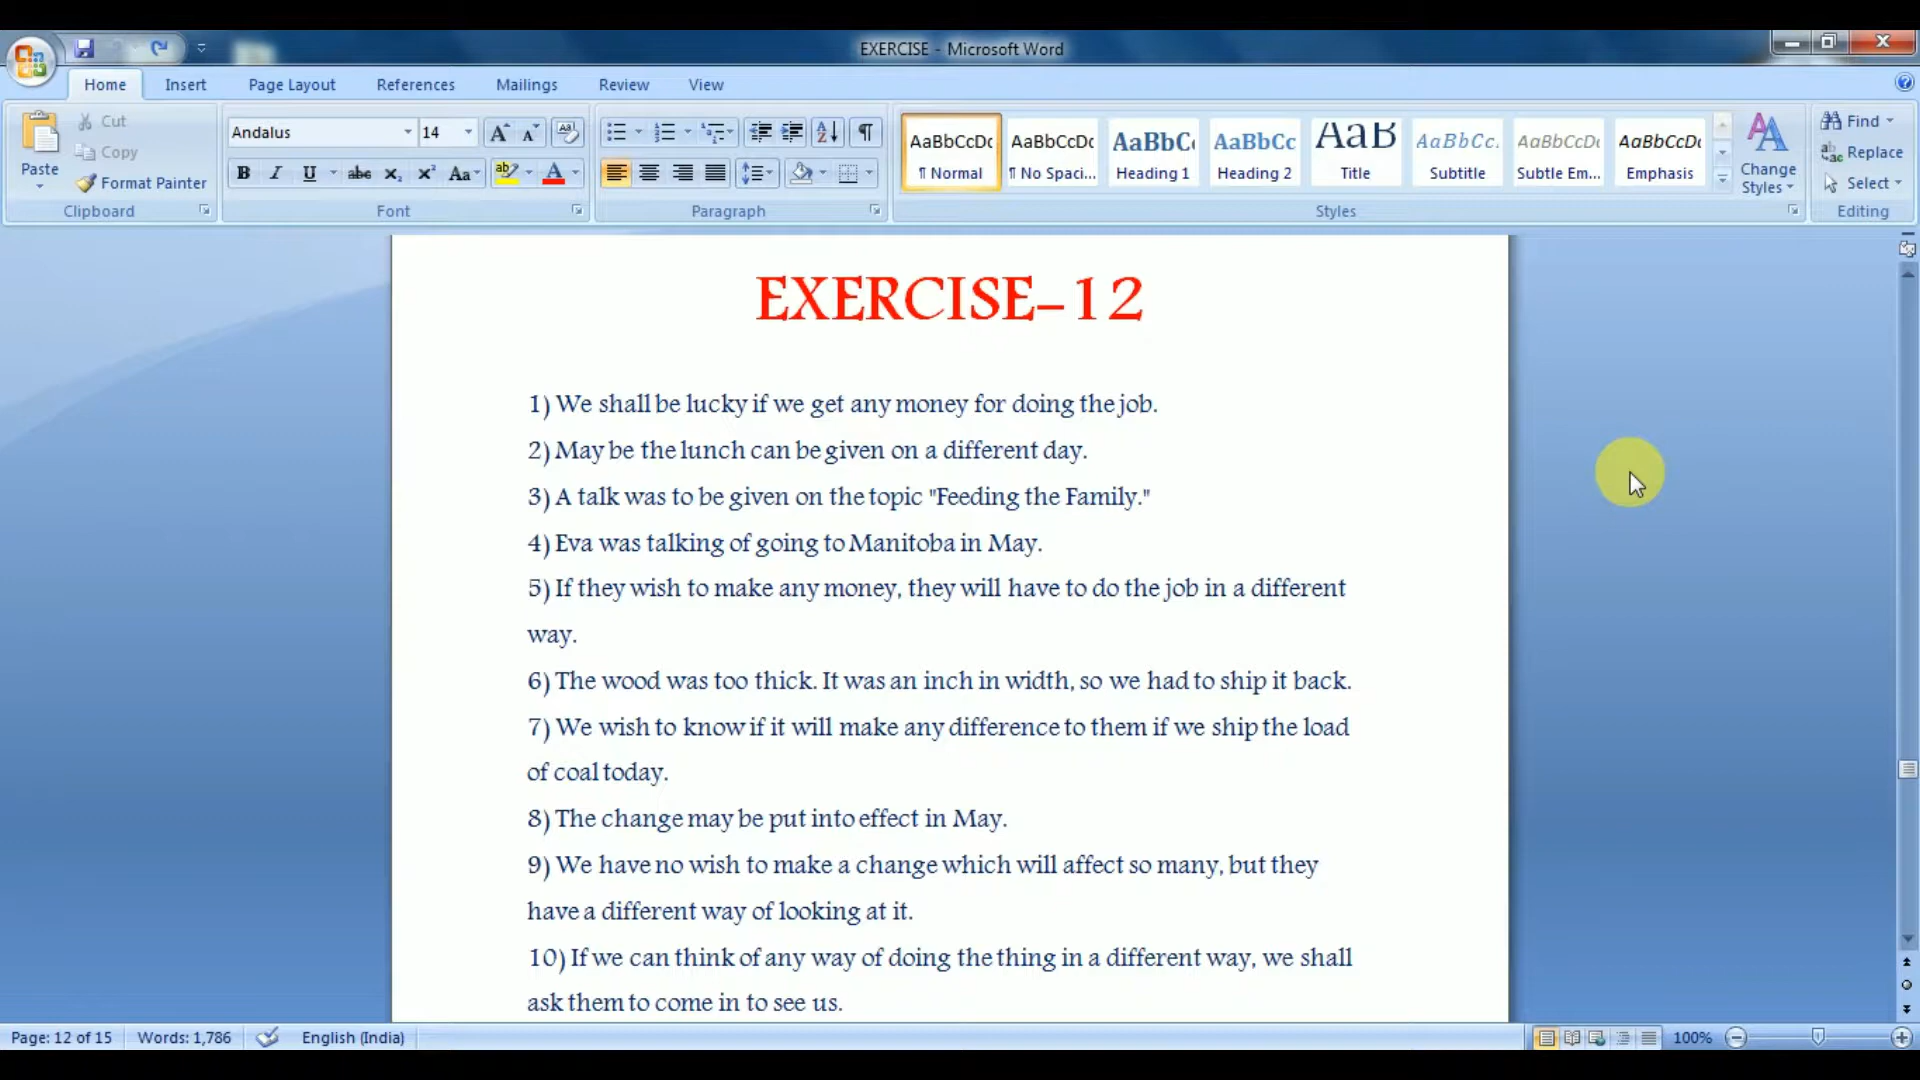 EXERCISE - Microsoft Word
Home Insert Page Layout References Mailings Review View
Paste
Cut
Copy
Format Painter
Clipboard
Andalus 14
Font
Paragraph
AaBbCcDc AaBbCcDc AaBbC AaBbCc AaB AaBbCc. AaBbCcDc AaBbCcDc
¶ Normal ¶ No Spaci... Heading 1 Heading 2 Title Subtitle Subtle Em... Emphasis
Change
Styles
Styles
Find
Replace
Select
Editing
EXERCISE-12
1) We shall be lucky if we get any money for doing the job.
2) May be the lunch can be given on a different day.
3) A talk was to be given on the topic "Feeding the Family."
4) Eva was talking of going to Manitoba in May.
5) If they wish to make any money, they will have to do the job in a different
way.
6) The wood was too thick. It was an inch in width, so we had to ship it back.
7) We wish to know if it will make any difference to them if we ship the load
of coal today.
8) The change may be put into effect in May.
9) We have no wish to make a change which will affect so many, but they
have a different way of looking at it.
10) If we can think of any way of doing the thing in a different way, we shall
ask them to come in to see us.
Page: 12 of 15 Words: 1,786 English (India) 100%